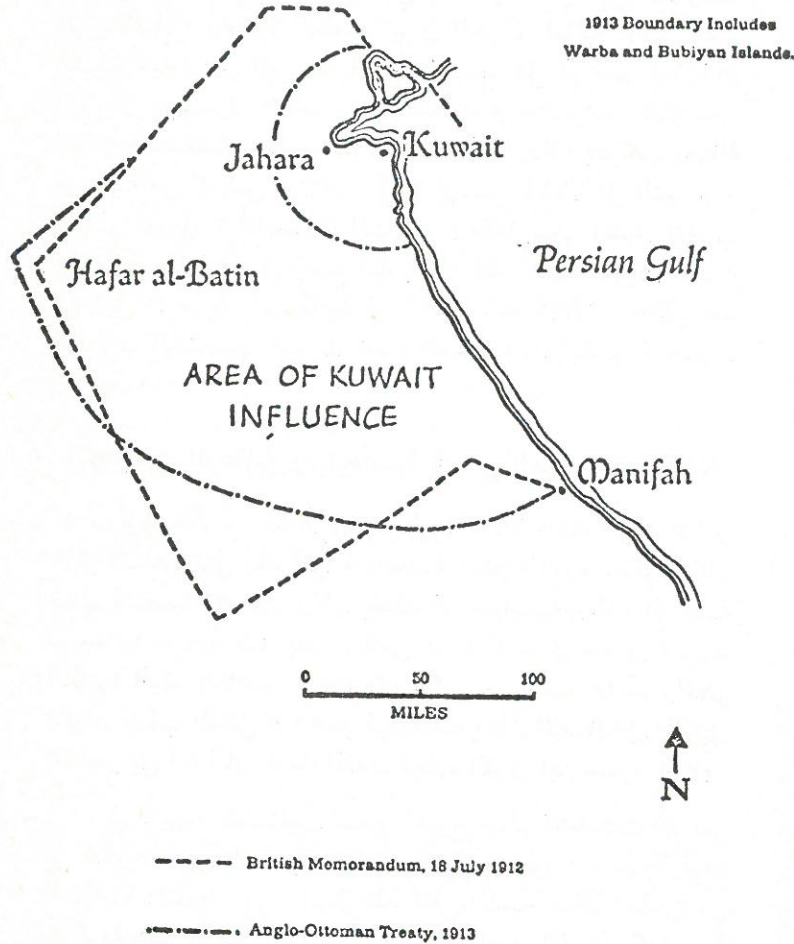 1913 Boundary Includes
Warba and Bubiyan Islands.
Jahara
Kuwait
Hafar al-Batin
Persian Gulf
AREA OF KUWAIT
INFLUENCE
Manifah
0 50 100
MILES
N
British Memorandum, 18 July 1912
Anglo-Ottoman Treaty, 1913